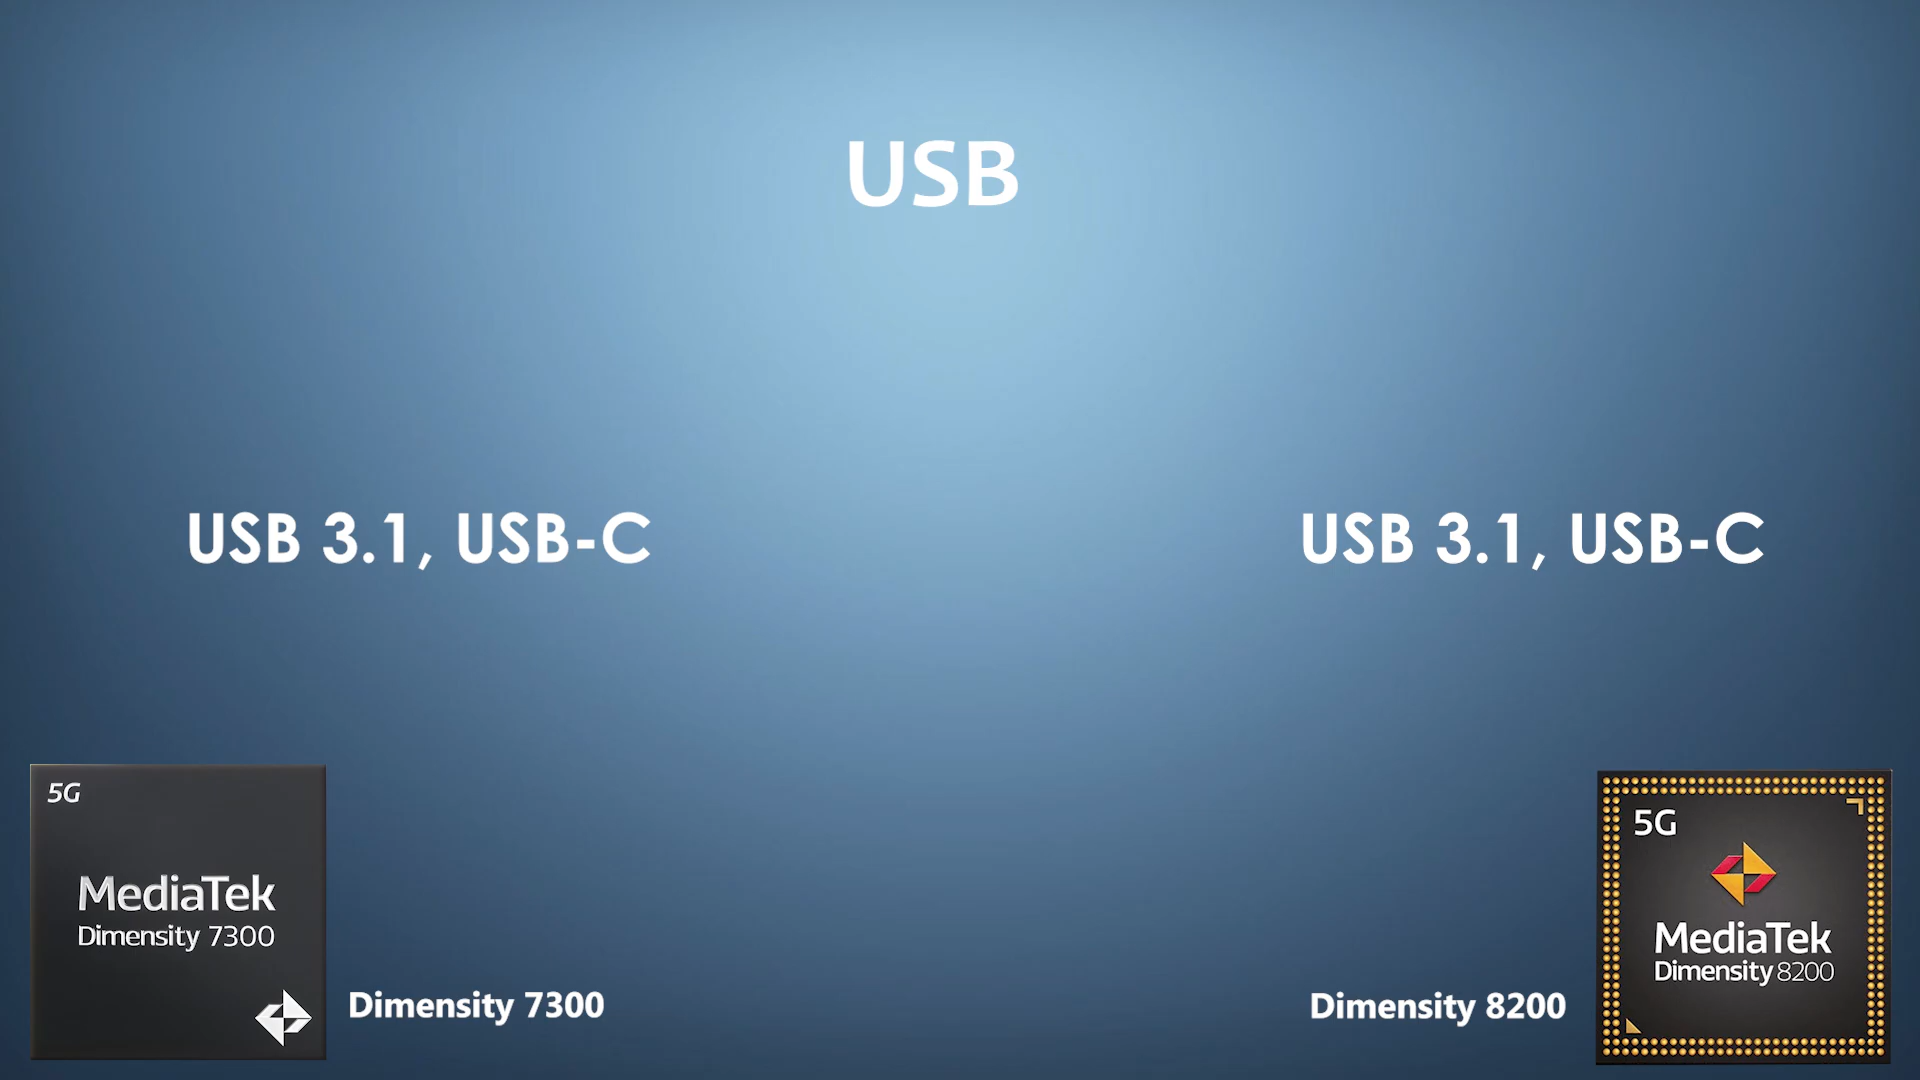 USB
USB 3.1, USB-C
USB 3.1, USB-C
5G
MediaTek
Dimensity 7300
Dimensity 7300
Dimensity 8200
5G
MediaTek
Dimensity 8200